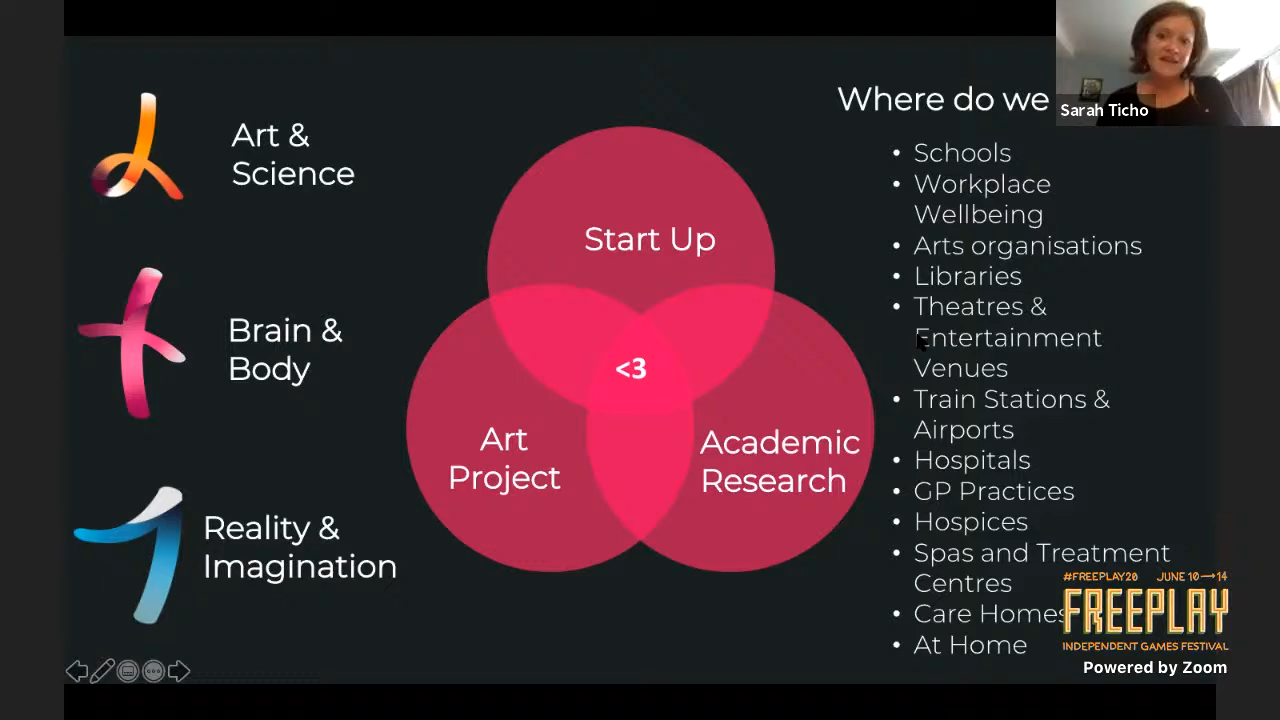 Art &
Science
Brain &
Body
Reality &
Imagination
Start Up
<3
Art
Project
Academic
Research
Where do we
Sarah Ticho
• Schools
• Workplace
Wellbeing
• Arts organisations
• Libraries
• Theatres &
Entertainment
Venues
• Train Stations &
Airports
• Hospitals
• GP Practices
• Hospices
• Spas and Treatment
Centres
• Care Homes
• At Home
#FREEPLAY20 JUNE 10→14
FREEPLAY
INDEPENDENT GAMES FESTIVAL
Powered by Zoom